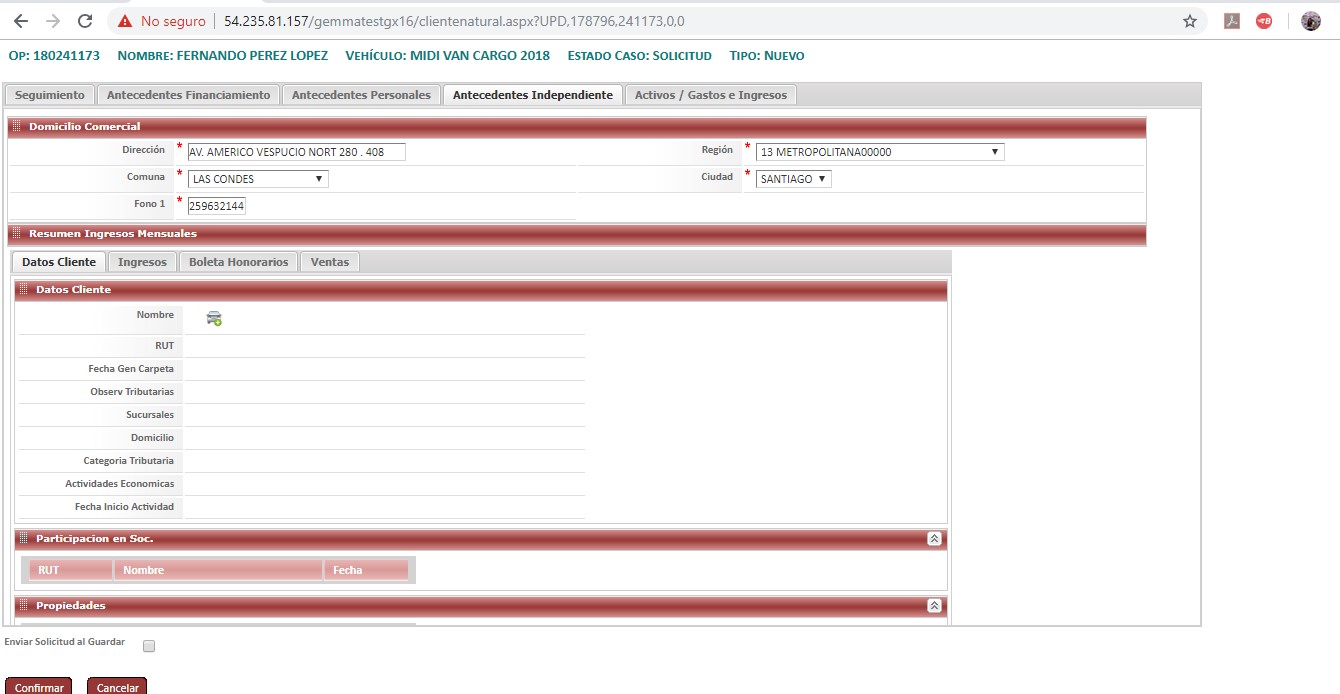 No seguro | 54.235.81.157/gemmatestgx16/clientenatural.aspx?UPD,178796,241173,0,0
OP: 180241173 NOMBRE: FERNANDO PEREZ LOPEZ VEHÍCULO: MIDI VAN CARGO 2018 ESTADO CASO: SOLICITUD TIPO: NUEVO
Seguimiento Antecedentes Financiamiento Antecedentes Personales Antecedentes Independiente Activos / Gastos e Ingresos
Domicilio Comercial
Dirección * AV. AMERICO VESPUCIO NORT 280 . 408 Región * 13 METROPOLITANA00000
Comuna * LAS CONDES Ciudad * SANTIAGO
Fono 1 * 259632144
Resumen Ingresos Mensuales
Datos Cliente Ingresos Boleta Honorarios Ventas
Datos Cliente
Nombre
RUT
Fecha Gen Carpeta
Observ Tributarias
Sucursales
Domicilio
Categoria Tributaria
Actividades Economicas
Fecha Inicio Actividad
Participacion en Soc.
RUT Nombre Fecha
Propiedades
Enviar Solicitud al Guardar
Confirmar Cancelar